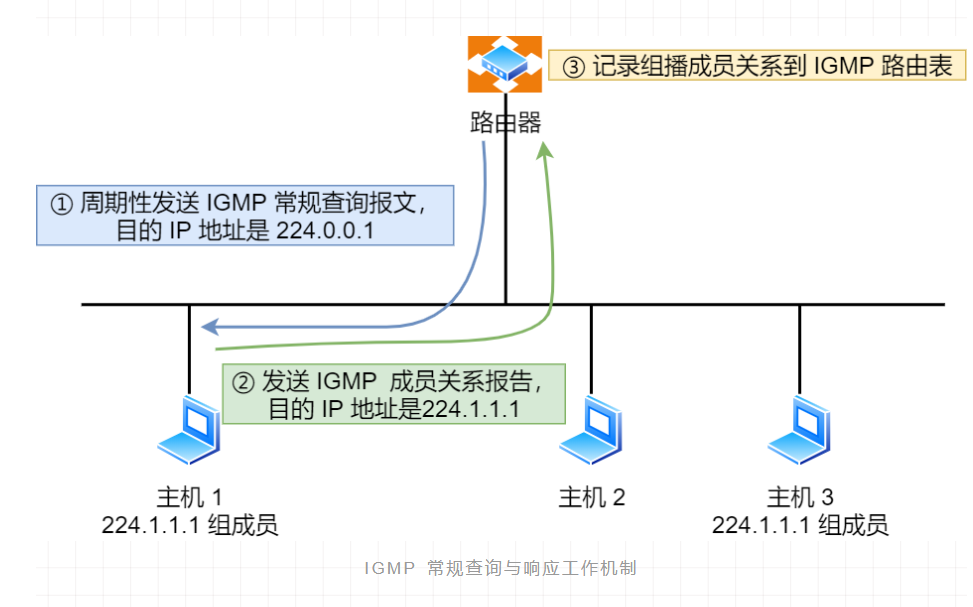 ③ 记录组播成员关系到 IGMP 路由表
路由器
① 周期性发送 IGMP 常规查询报文，
目的 IP 地址是 224.0.0.1
② 发送 IGMP 成员关系报告，
目的 IP 地址是224.1.1.1
主机 1
224.1.1.1 组成员
主机 2
主机 3
224.1.1.1 组成员
IGMP 常规查询与响应工作机制